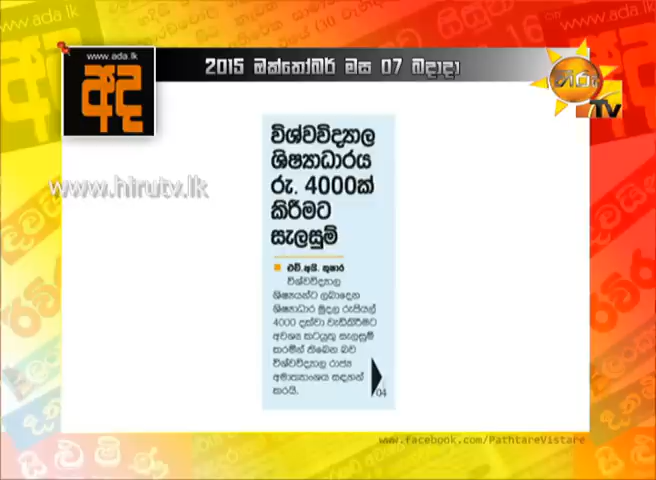 www.ada.lk
අද
2015 ඔක්තෝබර් මස 07 බදාදා
හිරු
TV
www.hirutv.lk
විශ්වවිද්‍යාල
ශිෂ්‍යාධාරය
රු. 4000ක්
කිරීමට
සැලසුම්
එච්.අයි. තුෂාර
විශ්වවිද්‍යාල
ශිෂ්‍යයන්ට ලබාදෙන
ශිෂ්‍යාධාර මුදල රුපියල්
4000 දක්වා වැඩිකිරීමට
අවශ්‍ය කටයුතු සැලසුම්
කරමින් තිබෙන බව
විශ්වවිද්‍යාල රාජ්‍ය
අමාත්‍යාංශය සඳහන්
කරයි.
04
www.facebook.com/PathtareVistare